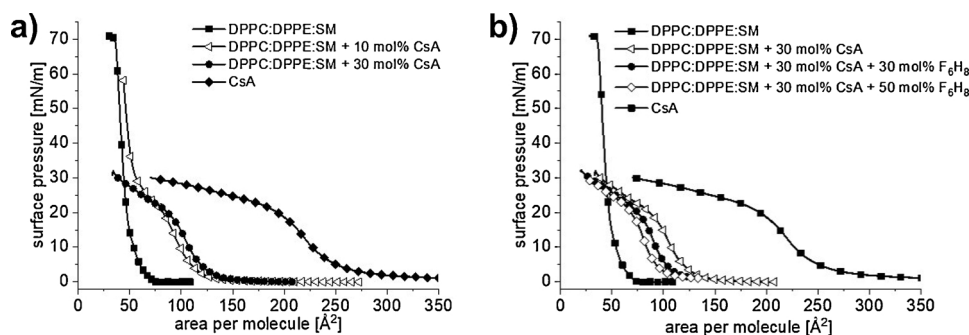 a)
DPPC:DPPE:SM
DPPC:DPPE:SM + 10 mol% CsA
DPPC:DPPE:SM + 30 mol% CsA
CsA
surface pressure [mN/m]
70
60
50
40
30
20
10
0
0 50 100 150 200 250 300 350
area per molecule [Å²]
b)
DPPC:DPPE:SM
DPPC:DPPE:SM + 30 mol% CsA
DPPC:DPPE:SM + 30 mol% CsA + 30 mol% F₆H₈
DPPC:DPPE:SM + 30 mol% CsA + 50 mol% F₆H₈
CsA
surface pressure [mN/m]
70
60
50
40
30
20
10
0
0 50 100 150 200 250 300 350
area per molecule [Å²]